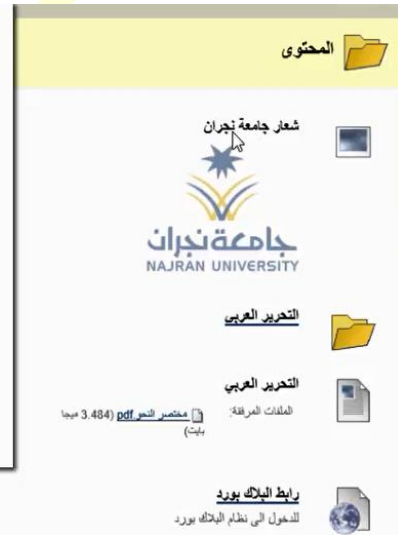 المحتوى
شعار جامعة نجران
جامعة نجران
NAJRAN UNIVERSITY
التحرير العربي
التحرير العربي
الملفات المرفقة:
مختصر النحو.pdf (3.484 ميجا
بايت)
رابط البلاك بورد
للدخول الى نظام البلاك بورد